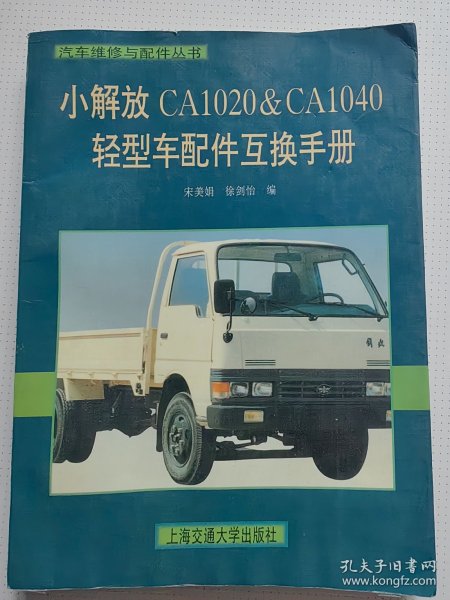 汽车维修与配件丛书
小解放 CA1020&CA1040
轻型车配件互换手册
宋美娟 徐剑怡 编
解放
上海交通大学出版社
孔夫子旧书网
www.kongfz.com